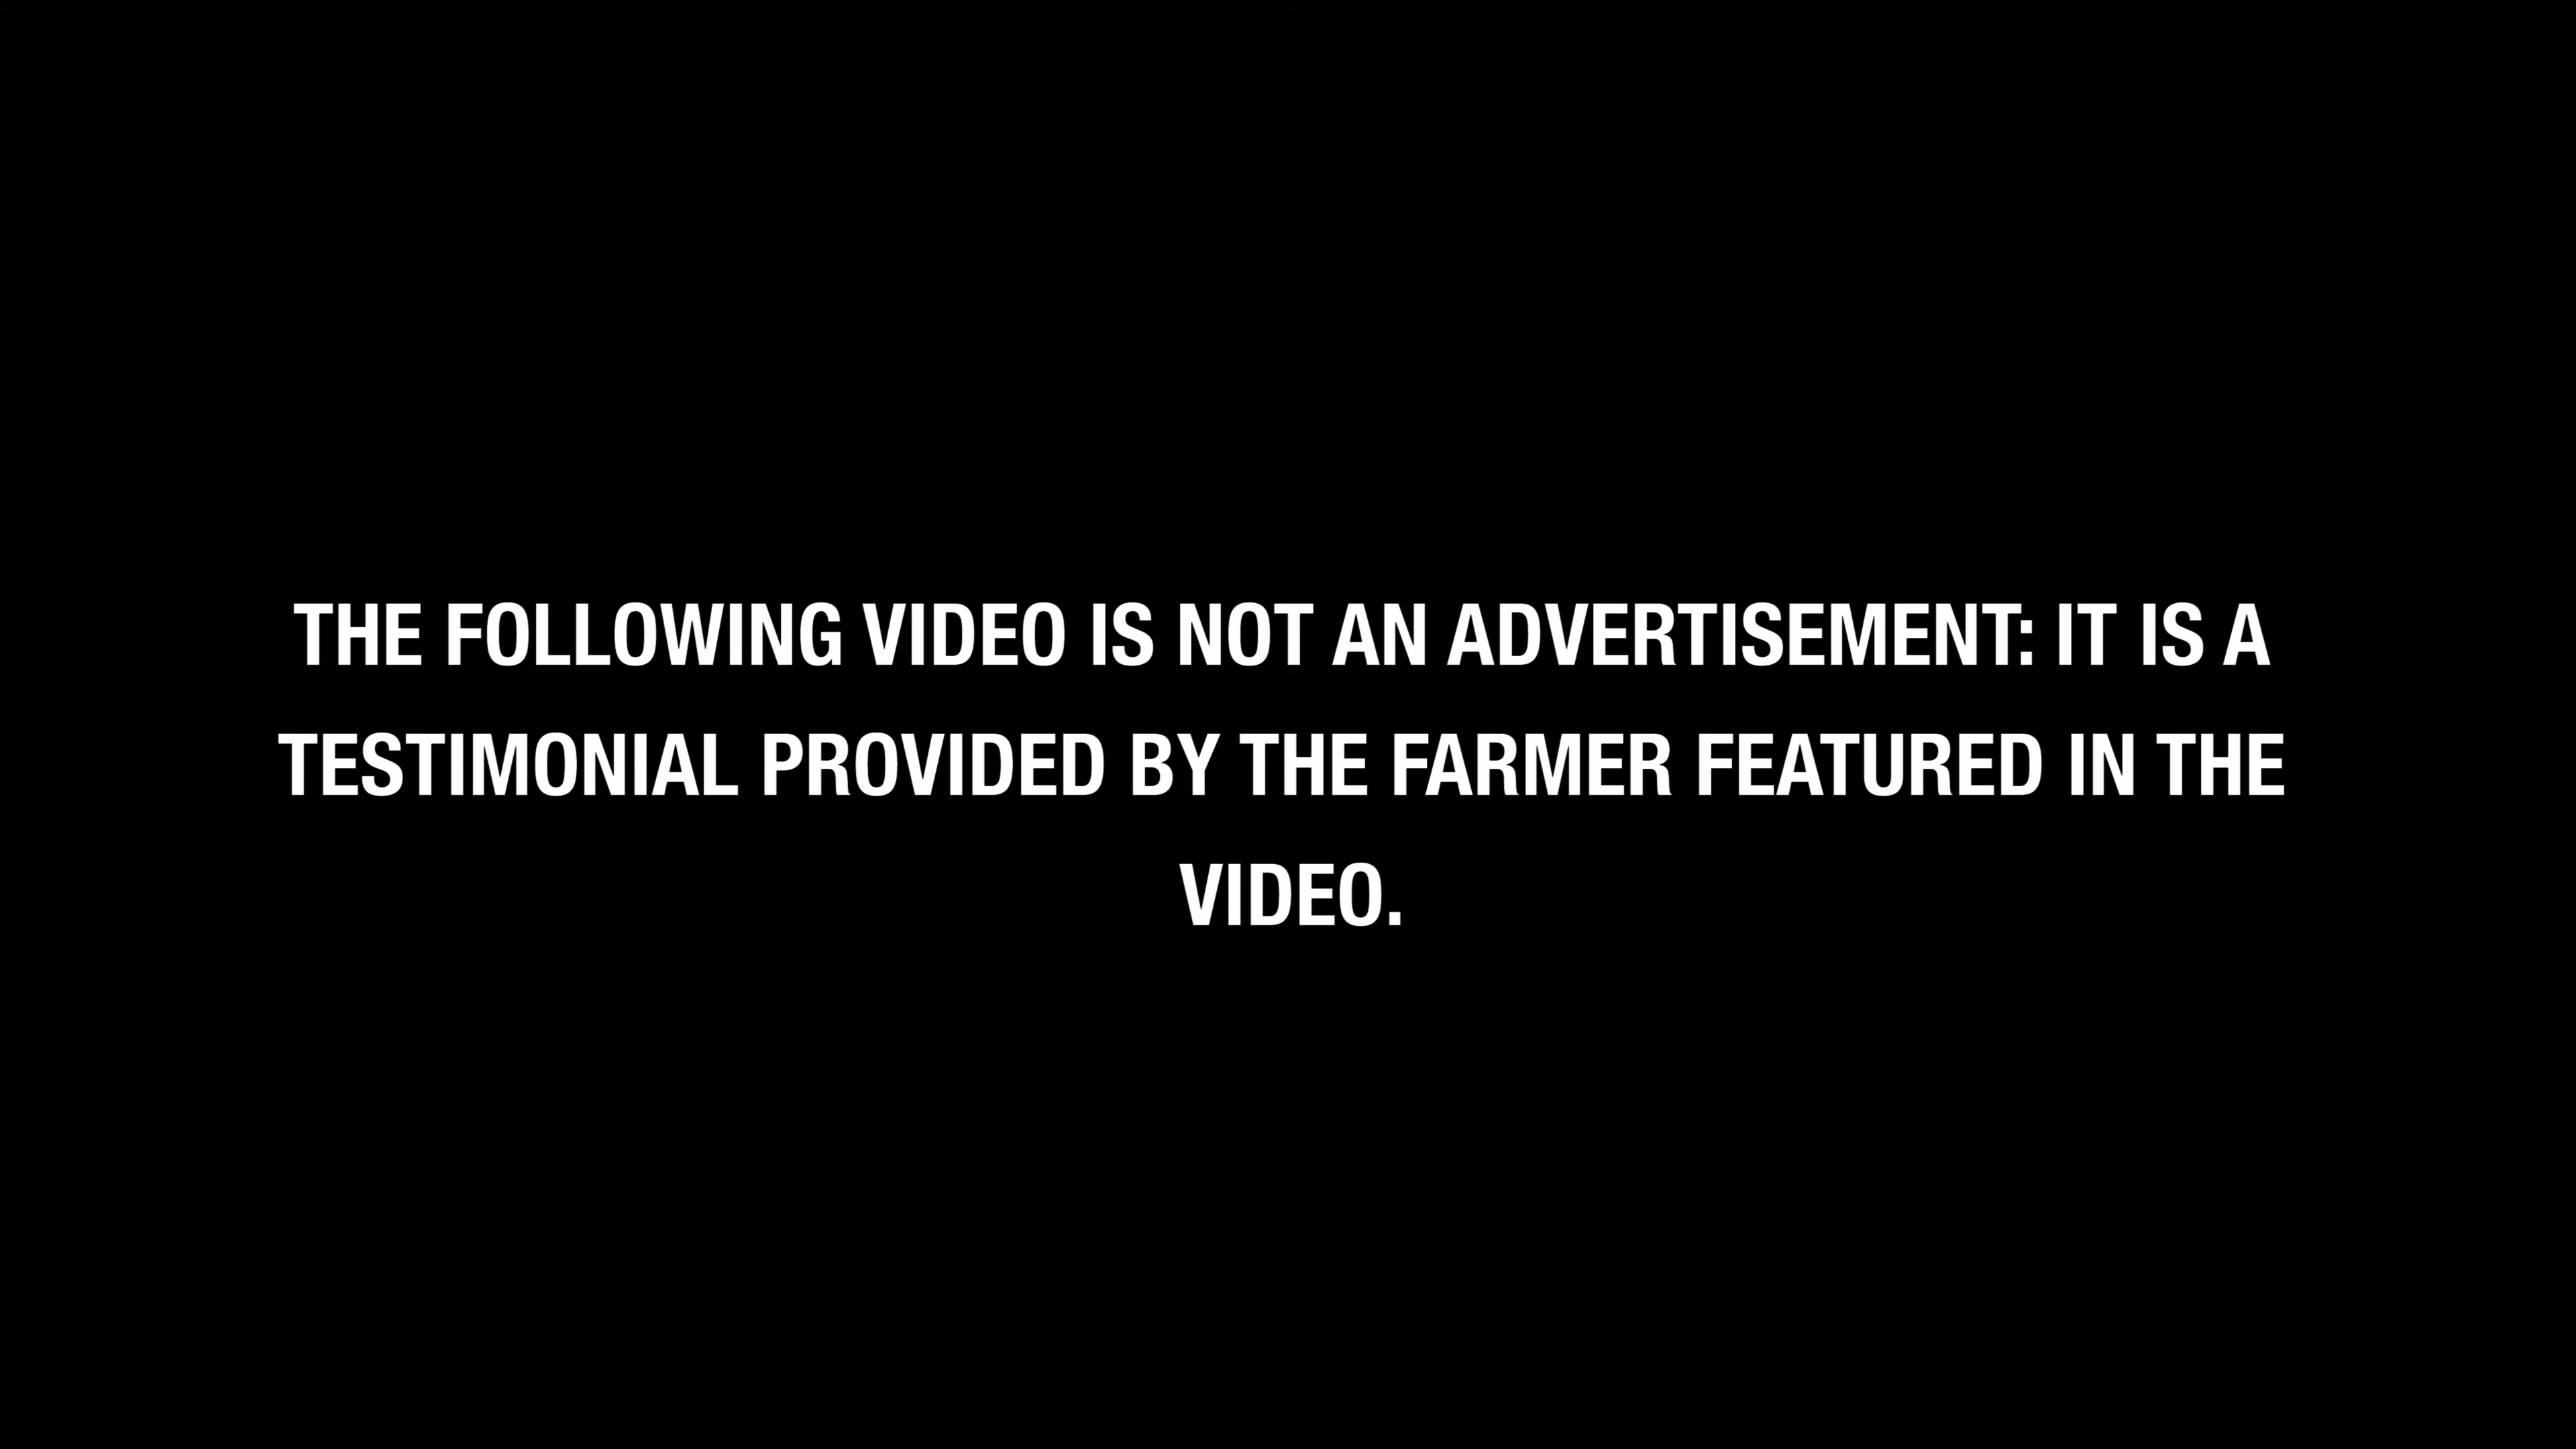 THE FOLLOWING VIDEO IS NOT AN ADVERTISEMENT: IT IS A
TESTIMONIAL PROVIDED BY THE FARMER FEATURED IN THE
VIDEO.